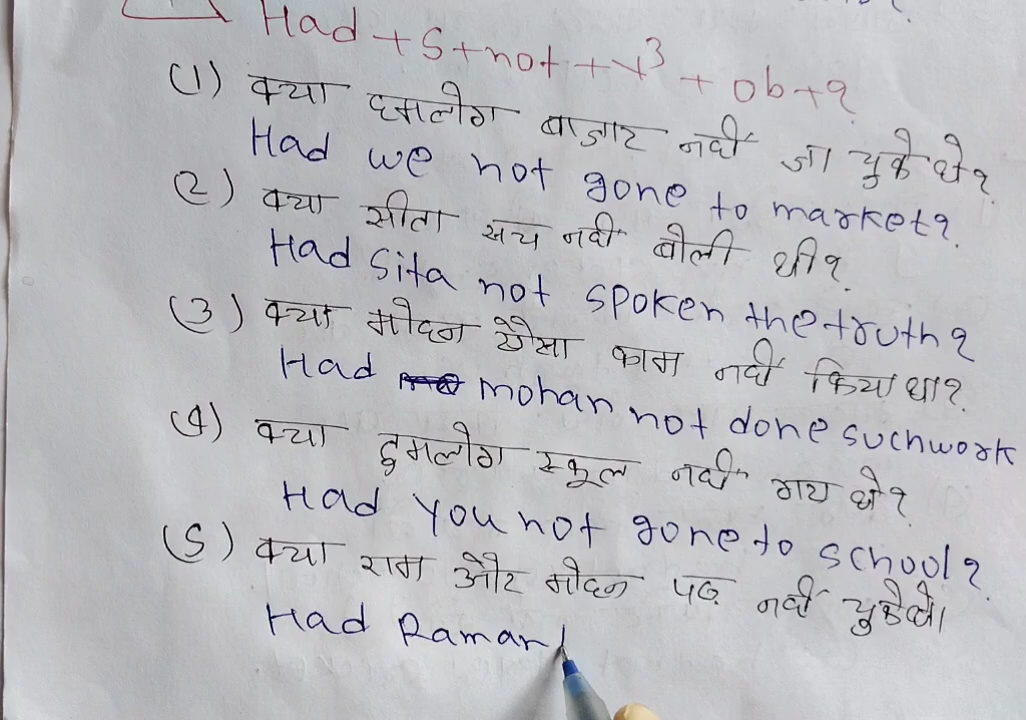 Had + S + not + V³ + ob + ?
(1) क्या हमलोग बाजार नहीं जा चुके थे?
Had we not gone to market?
(2) क्या सीता सच नहीं बोली थी?
Had Sita not spoken the truth?
(3) क्या मोहन ऐसा काम नहीं किया था?
Had mohan not done such work
(4) क्या तुमलोग स्कूल नहीं गये थे?
Had you not gone to school?
(5) क्या राम और मोहन पढ़ नहीं चुके थे।
Had Raman